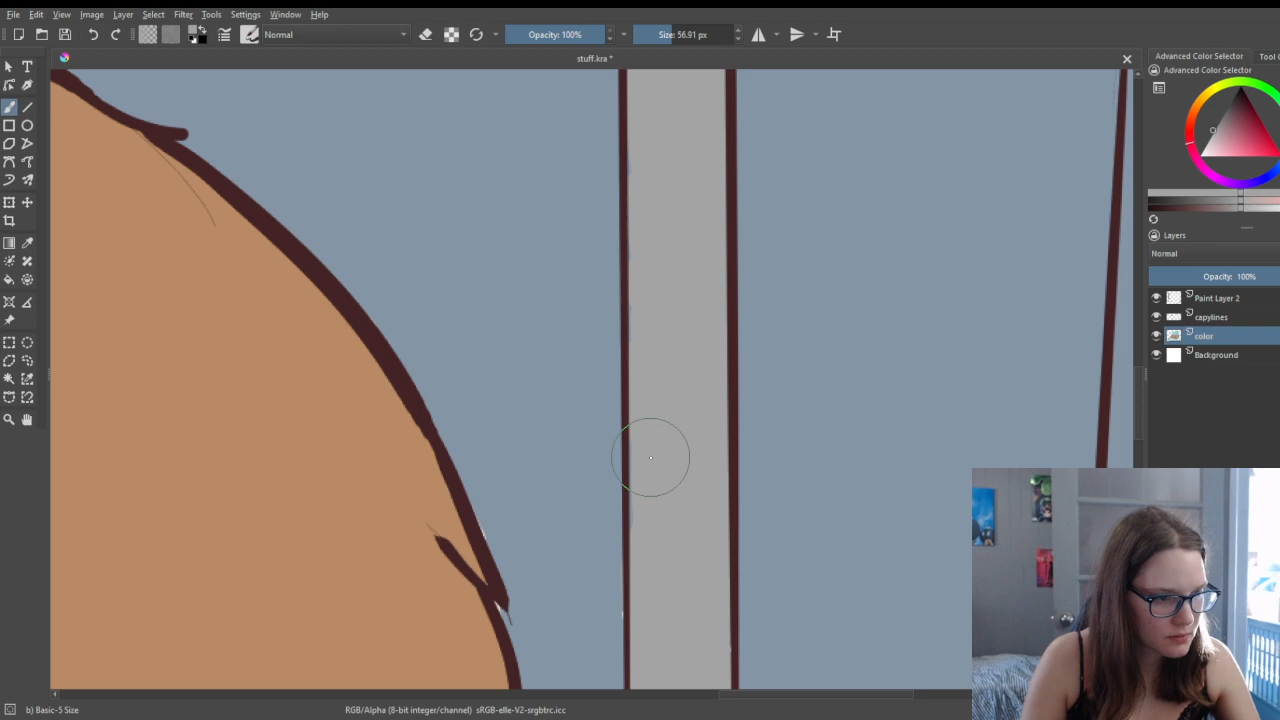 File Edit View Image Layer Select Filter Tools Settings Window Help
Normal
Opacity: 100%
Size: 56.91 px
stuff.kra *
Advanced Color Selector
Tool
Advanced Color Selector
Layers
Normal
Opacity: 100%
Paint Layer 2
capylines
color
Background
b) Basic-5 Size
RGB/Alpha (8-bit integer/channel) sRGB-elle-V2-srgbtrc.icc